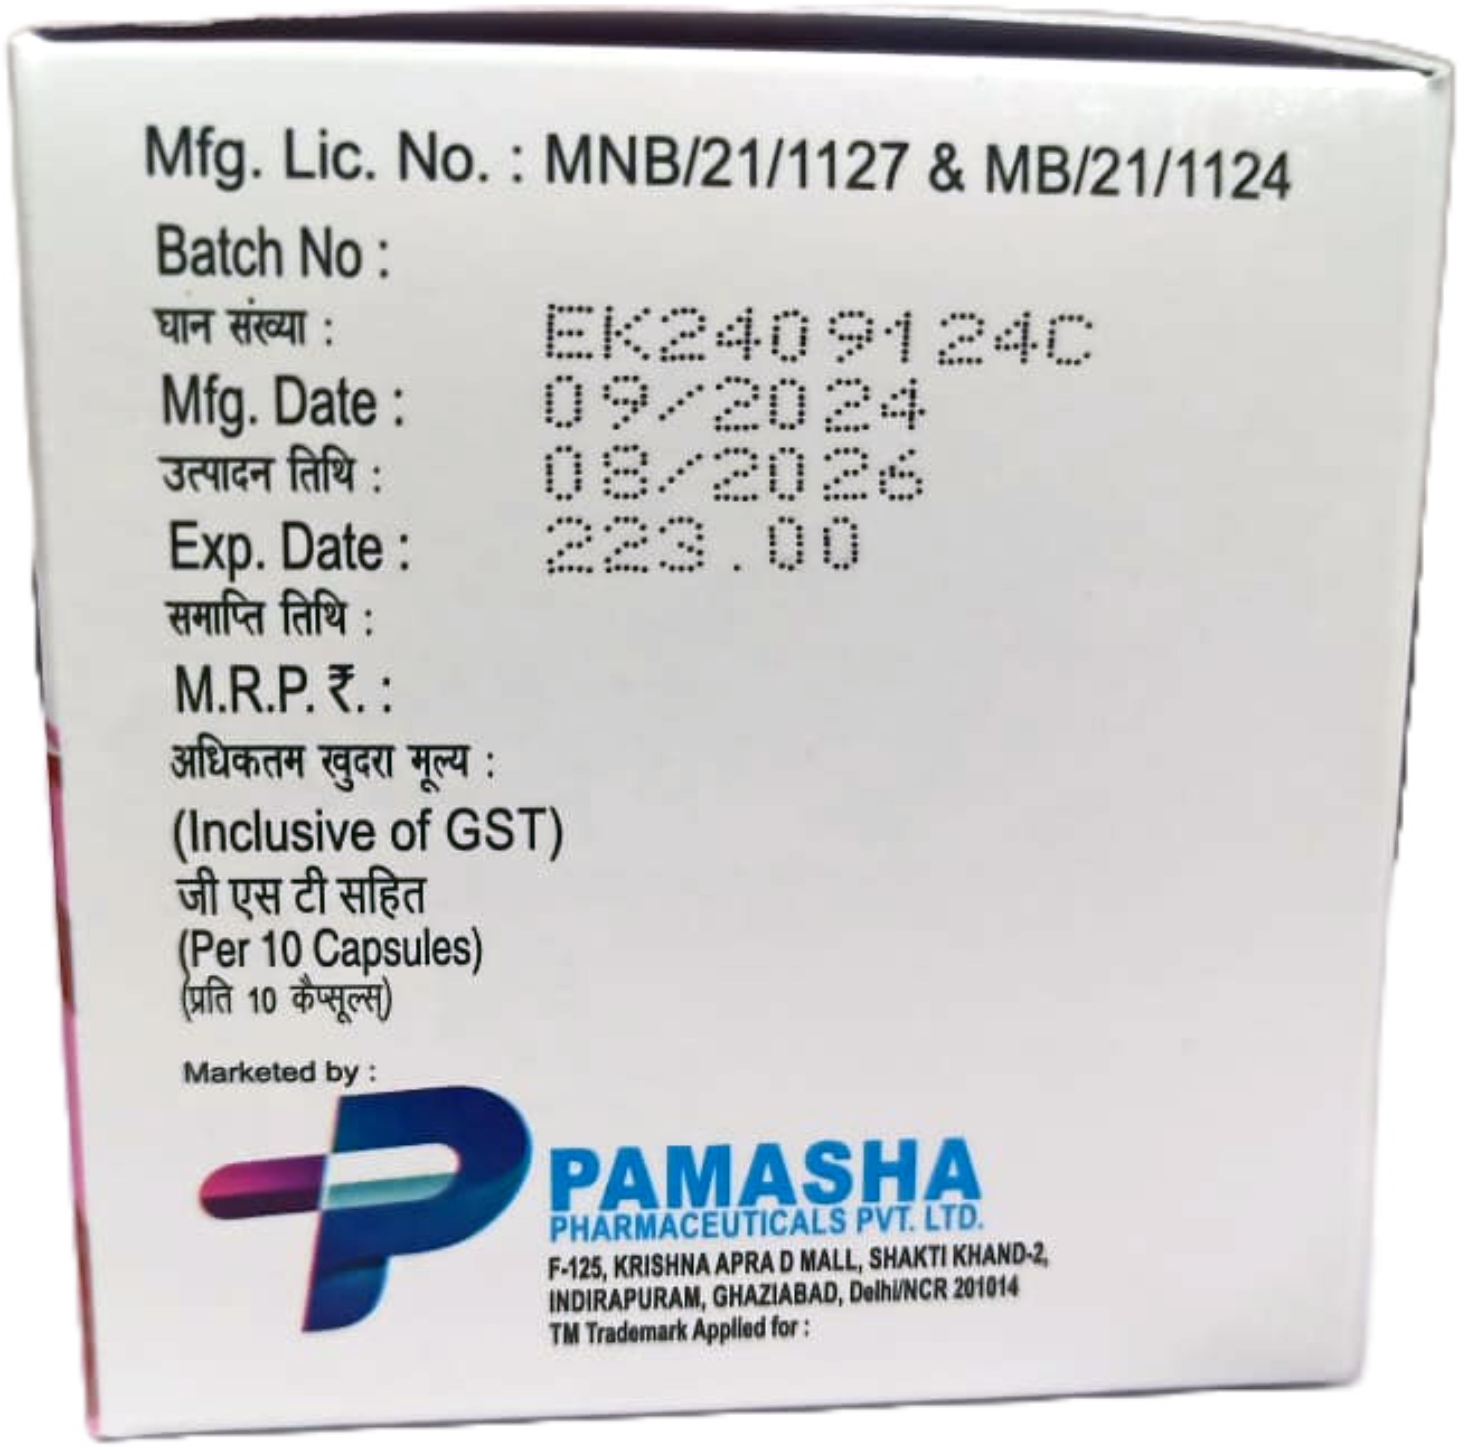 Mfg. Lic. No. : MNB/21/1127 & MB/21/1124
Batch No :
घान संख्या : EK2409124C
Mfg. Date : 09/2024
उत्पादन तिथि : 08/2026
Exp. Date : 223.00
समाप्ति तिथि :
M.R.P. ₹. :
अधिकतम खुदरा मूल्य :
(Inclusive of GST)
जी एस टी सहित
(Per 10 Capsules)
(प्रति 10 कैप्सूल्स)
Marketed by :
PAMASHA
PHARMACEUTICALS PVT. LTD.
F-125, KRISHNA APRA D MALL, SHAKTI KHAND-2,
INDIRAPURAM, GHAZIABAD, Delhi/NCR 201014
TM Trademark Applied for :